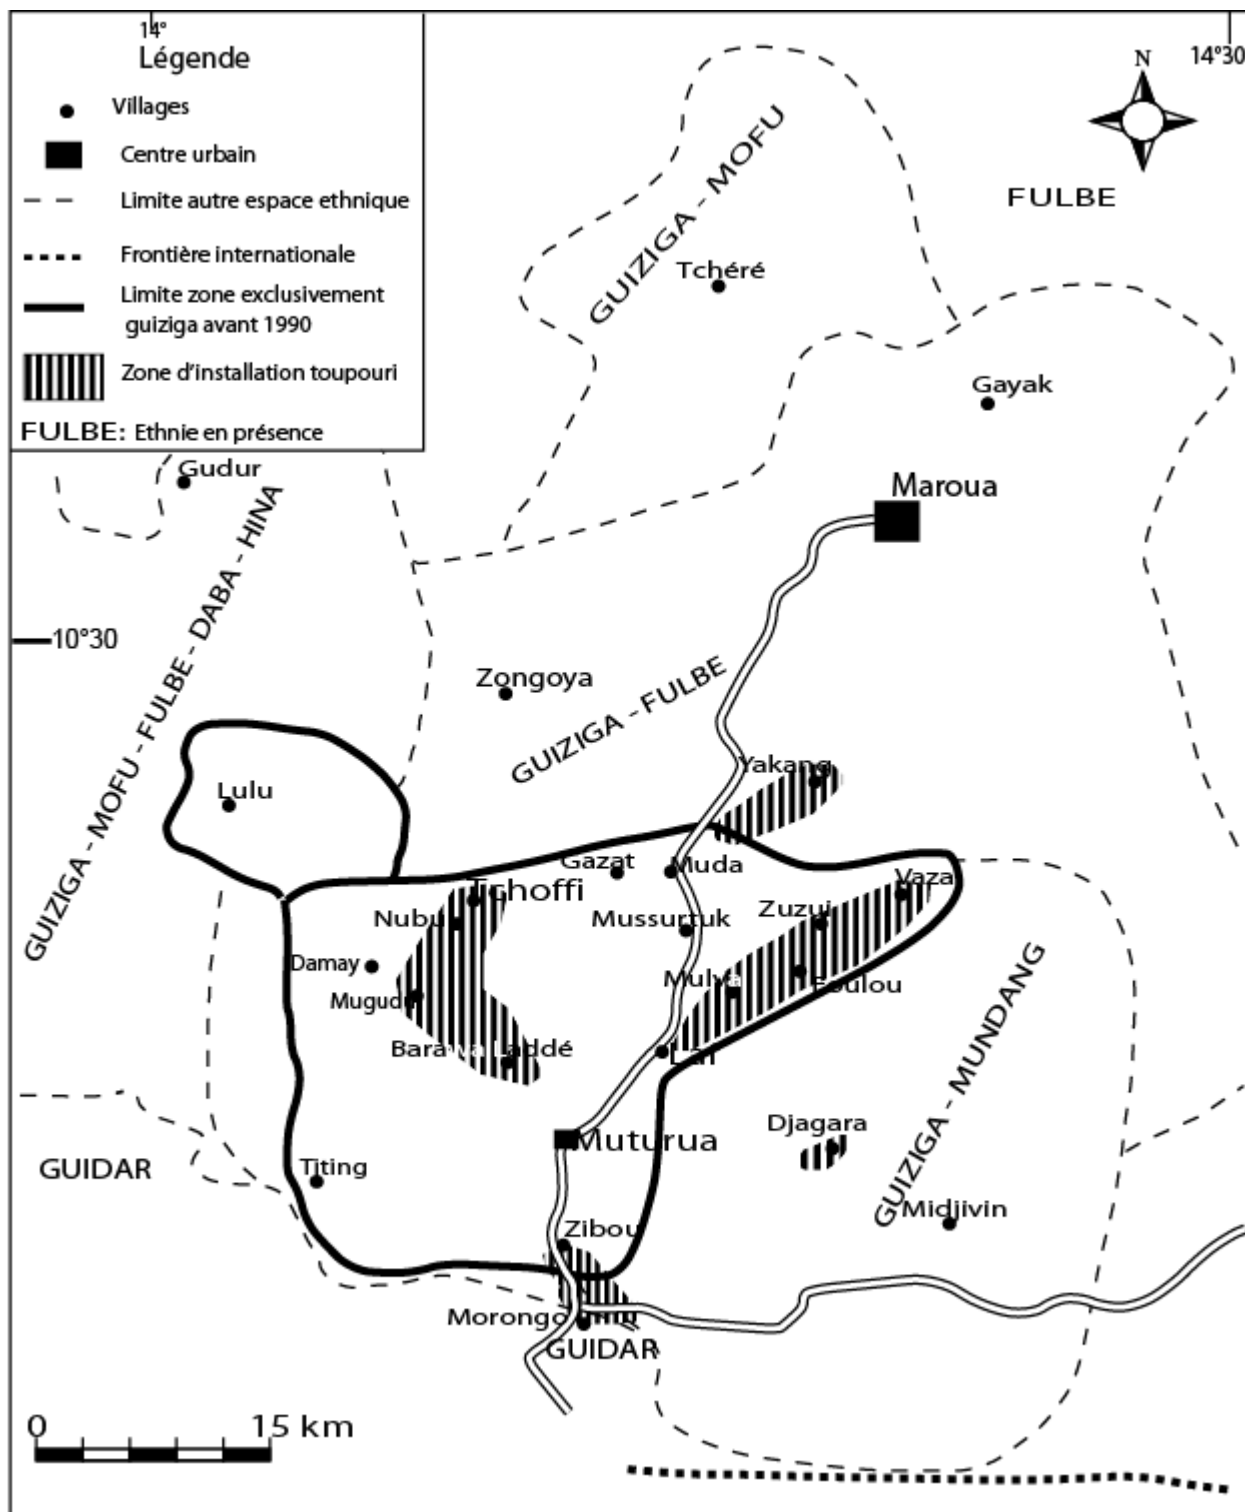 14°
14°30
N
Légende
Villages
Centre urbain
Limite autre espace ethnique
Frontière internationale
Limite zone exclusivement
guiziga avant 1990
Zone d'installation toupouri
FULBE: Ethnie en présence
FULBE
GUIZIGA - MOFU
Tchéré
Gayak
Gudur
Maroua
GUIZIGA - MOFU - FULBE - DABA - HINA
10°30
Zongoya
GUIZIGA - FULBE
Yakang
Lulu
Gazat
Muda
Tchoffi
Vaza
Nubu
Mussurtuk
Zuzui
Damay
Mulva
Foulou
Mugudu
Barawa Laddé
Lari
GUIZIGA - MUNDANG
Djagara
Muturua
GUIDAR
Titing
Midjivin
Zibou
Morongo
GUIDAR
0 15 km